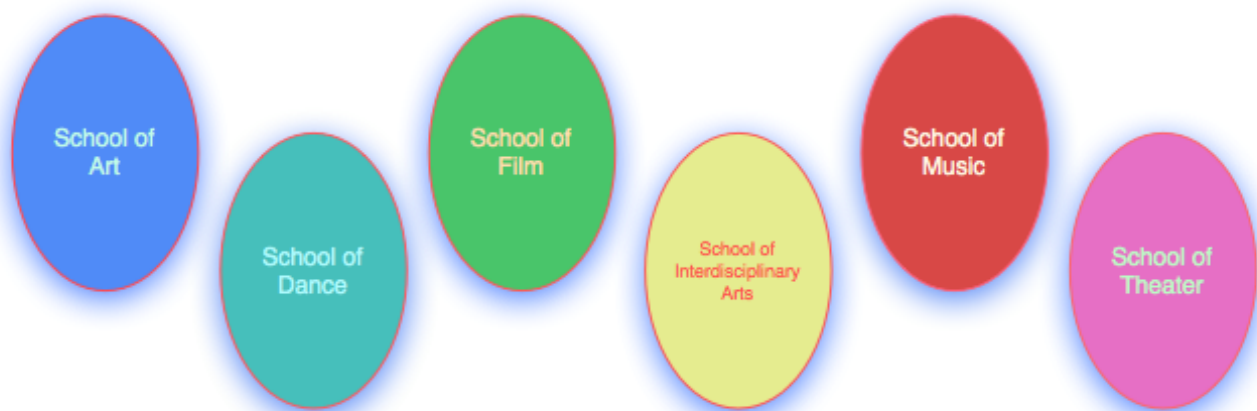 School of
Art
School of
Dance
School of
Film
School of
Interdisciplinary
Arts
School of
Music
School of
Theater